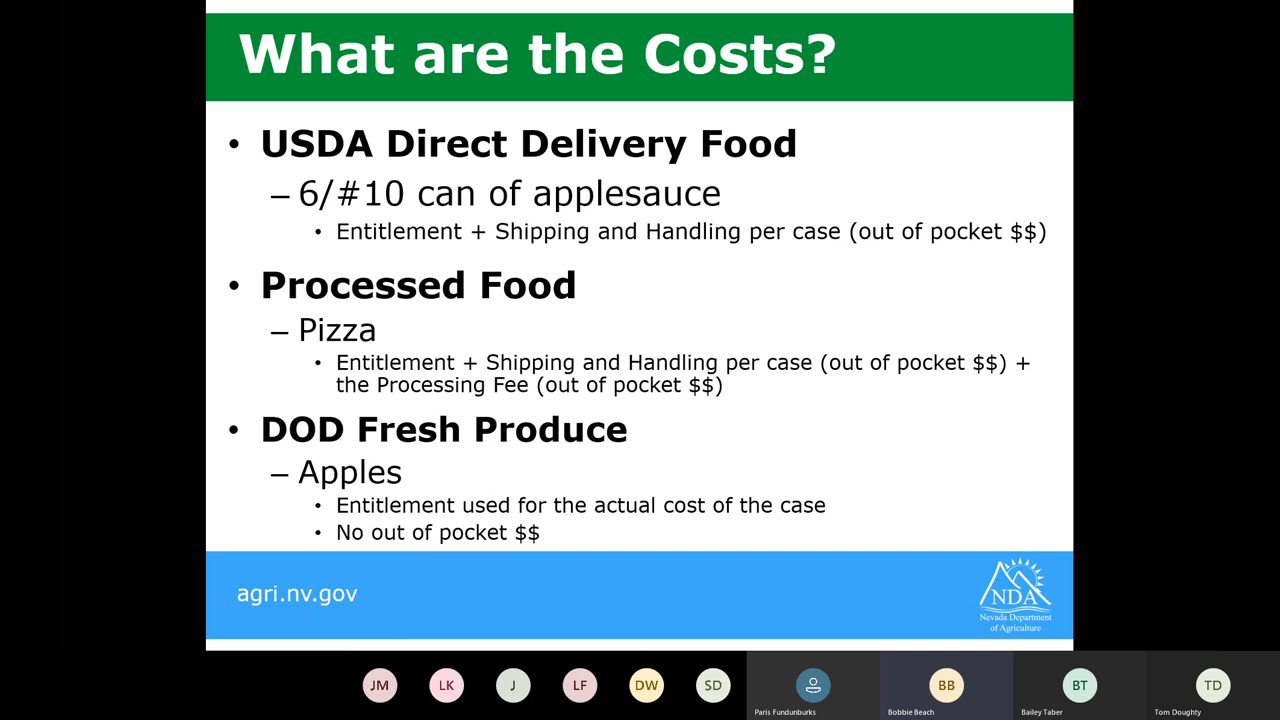 What are the Costs?
• USDA Direct Delivery Food
– 6/#10 can of applesauce
• Entitlement + Shipping and Handling per case (out of pocket $$)
• Processed Food
– Pizza
• Entitlement + Shipping and Handling per case (out of pocket $$) +
the Processing Fee (out of pocket $$)
• DOD Fresh Produce
– Apples
• Entitlement used for the actual cost of the case
• No out of pocket $$
agri.nv.gov
NDA
Nevada Department
of Agriculture
JM LK J LF DW SD BB BT TD
Paris Fundunburks Bobbie Beach Bailey Taber Tom Doughty